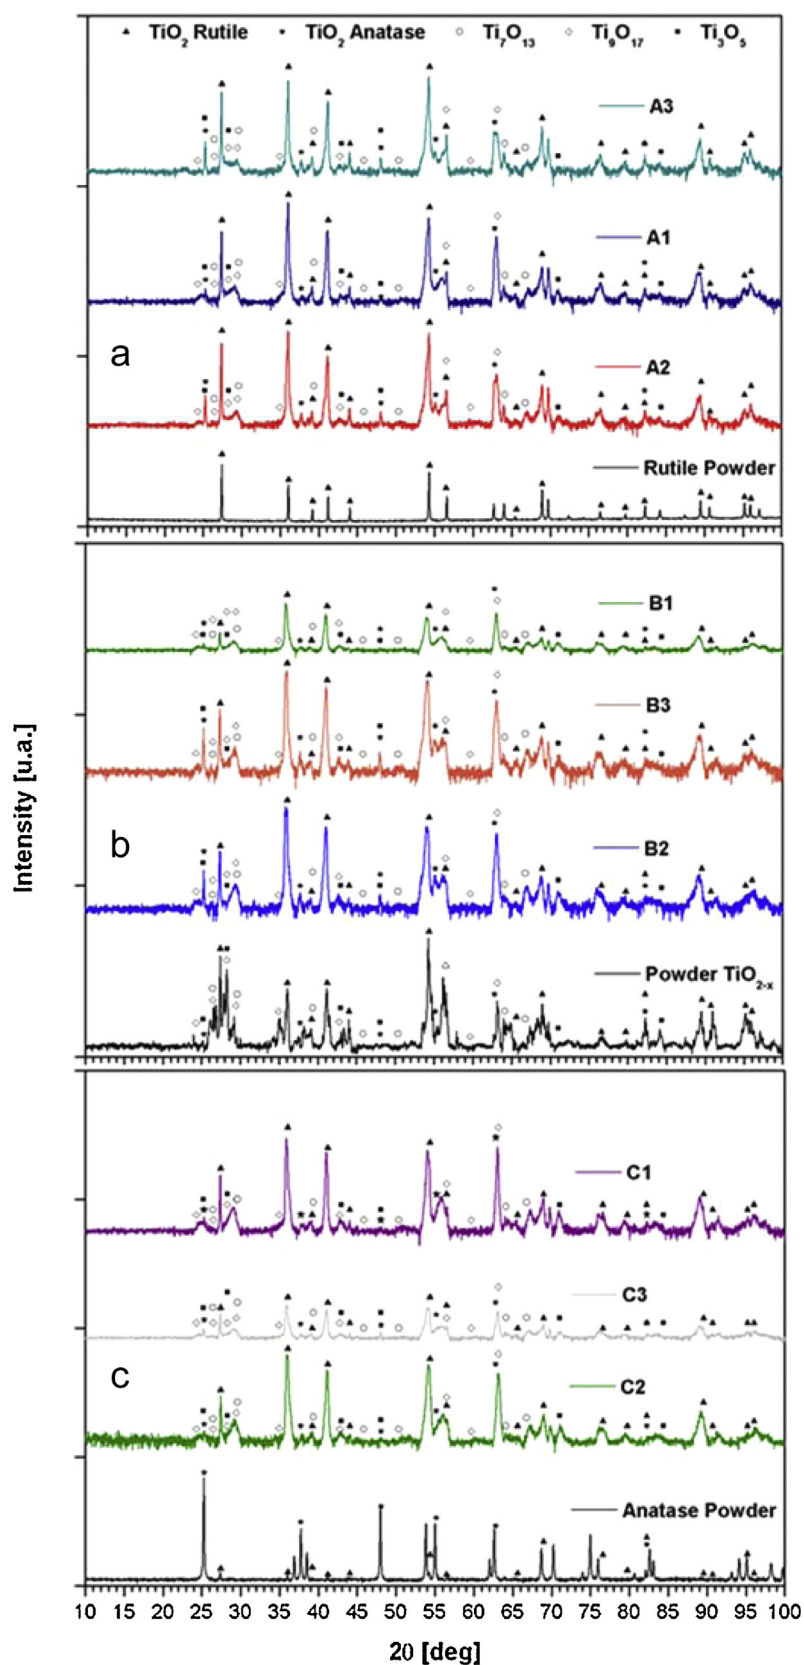 TiO2 Rutile TiO2 Anatase Ti7O13 Ti9O17 Ti3O5
A3
A1
a
A2
Rutile Powder
B1
B3
Intensity [u.a.]
b
B2
Powder TiO2-x
C1
C3
c
C2
Anatase Powder
10 15 20 25 30 35 40 45 50 55 60 65 70 75 80 85 90 95 100
2θ [deg]